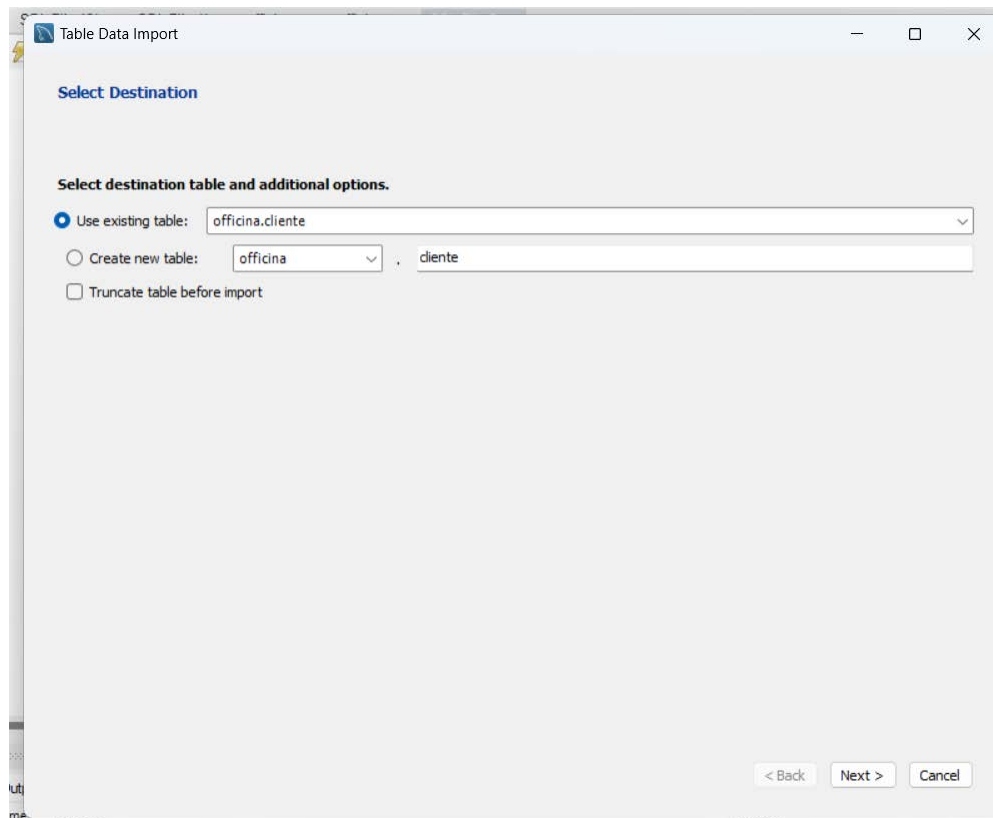 Table Data Import
Select Destination
Select destination table and additional options.
Use existing table: officina.cliente
Create new table: officina . cliente
Truncate table before import
< Back Next > Cancel